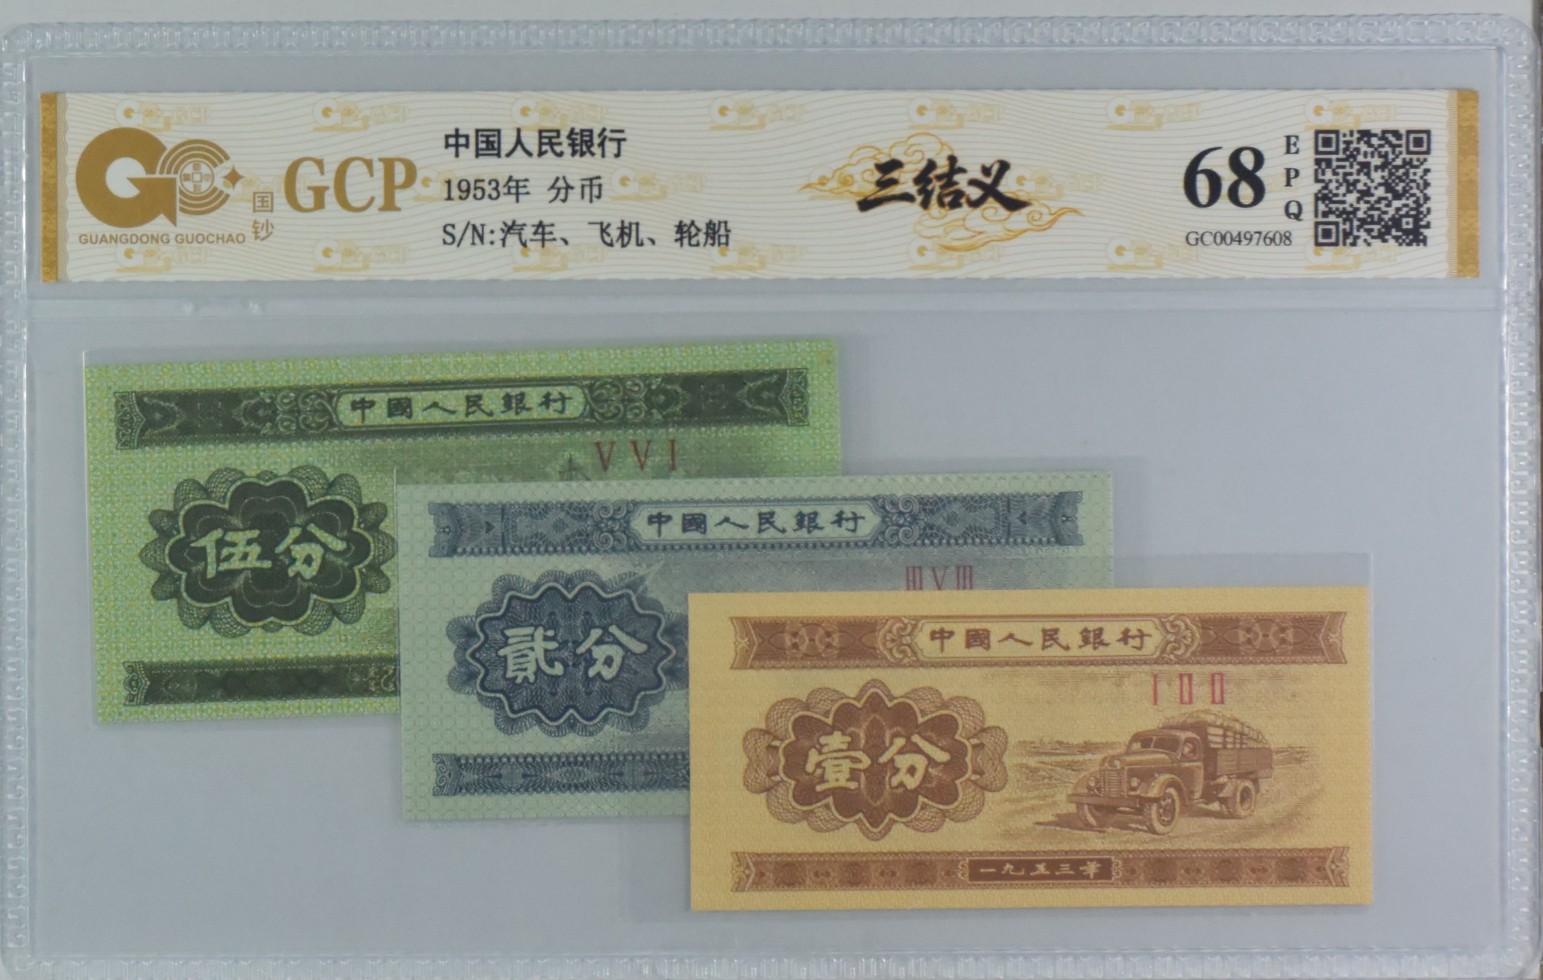 GUANGDONG GUOCHAO
国钞
GCP
中国人民银行
1953年 分币
S/N:汽车、飞机、轮船
三结义
68
EPQ
GC00497608
中國人民銀行
V V I
伍分
中國人民銀行
III V III
貳分
中國人民銀行
I 0 0
壹分
一九五三年